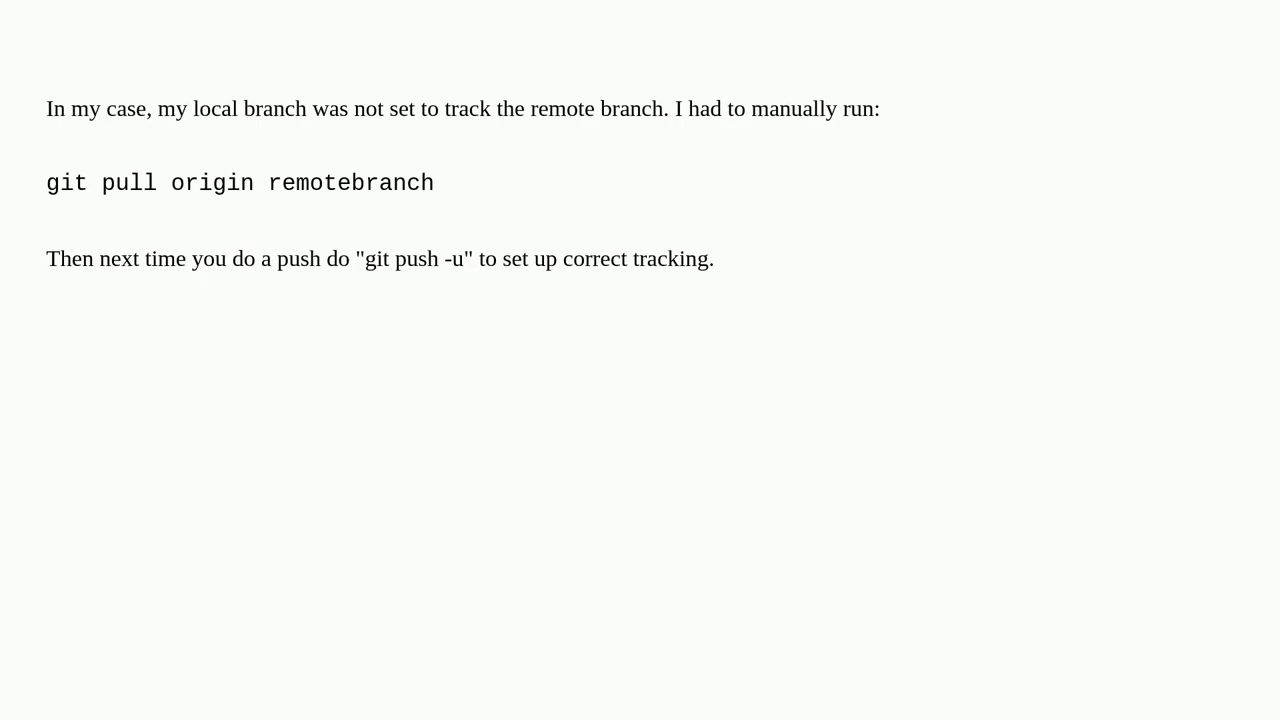 In my case, my local branch was not set to track the remote branch. I had to manually run:
git pull origin remotebranch
Then next time you do a push do "git push -u" to set up correct tracking.